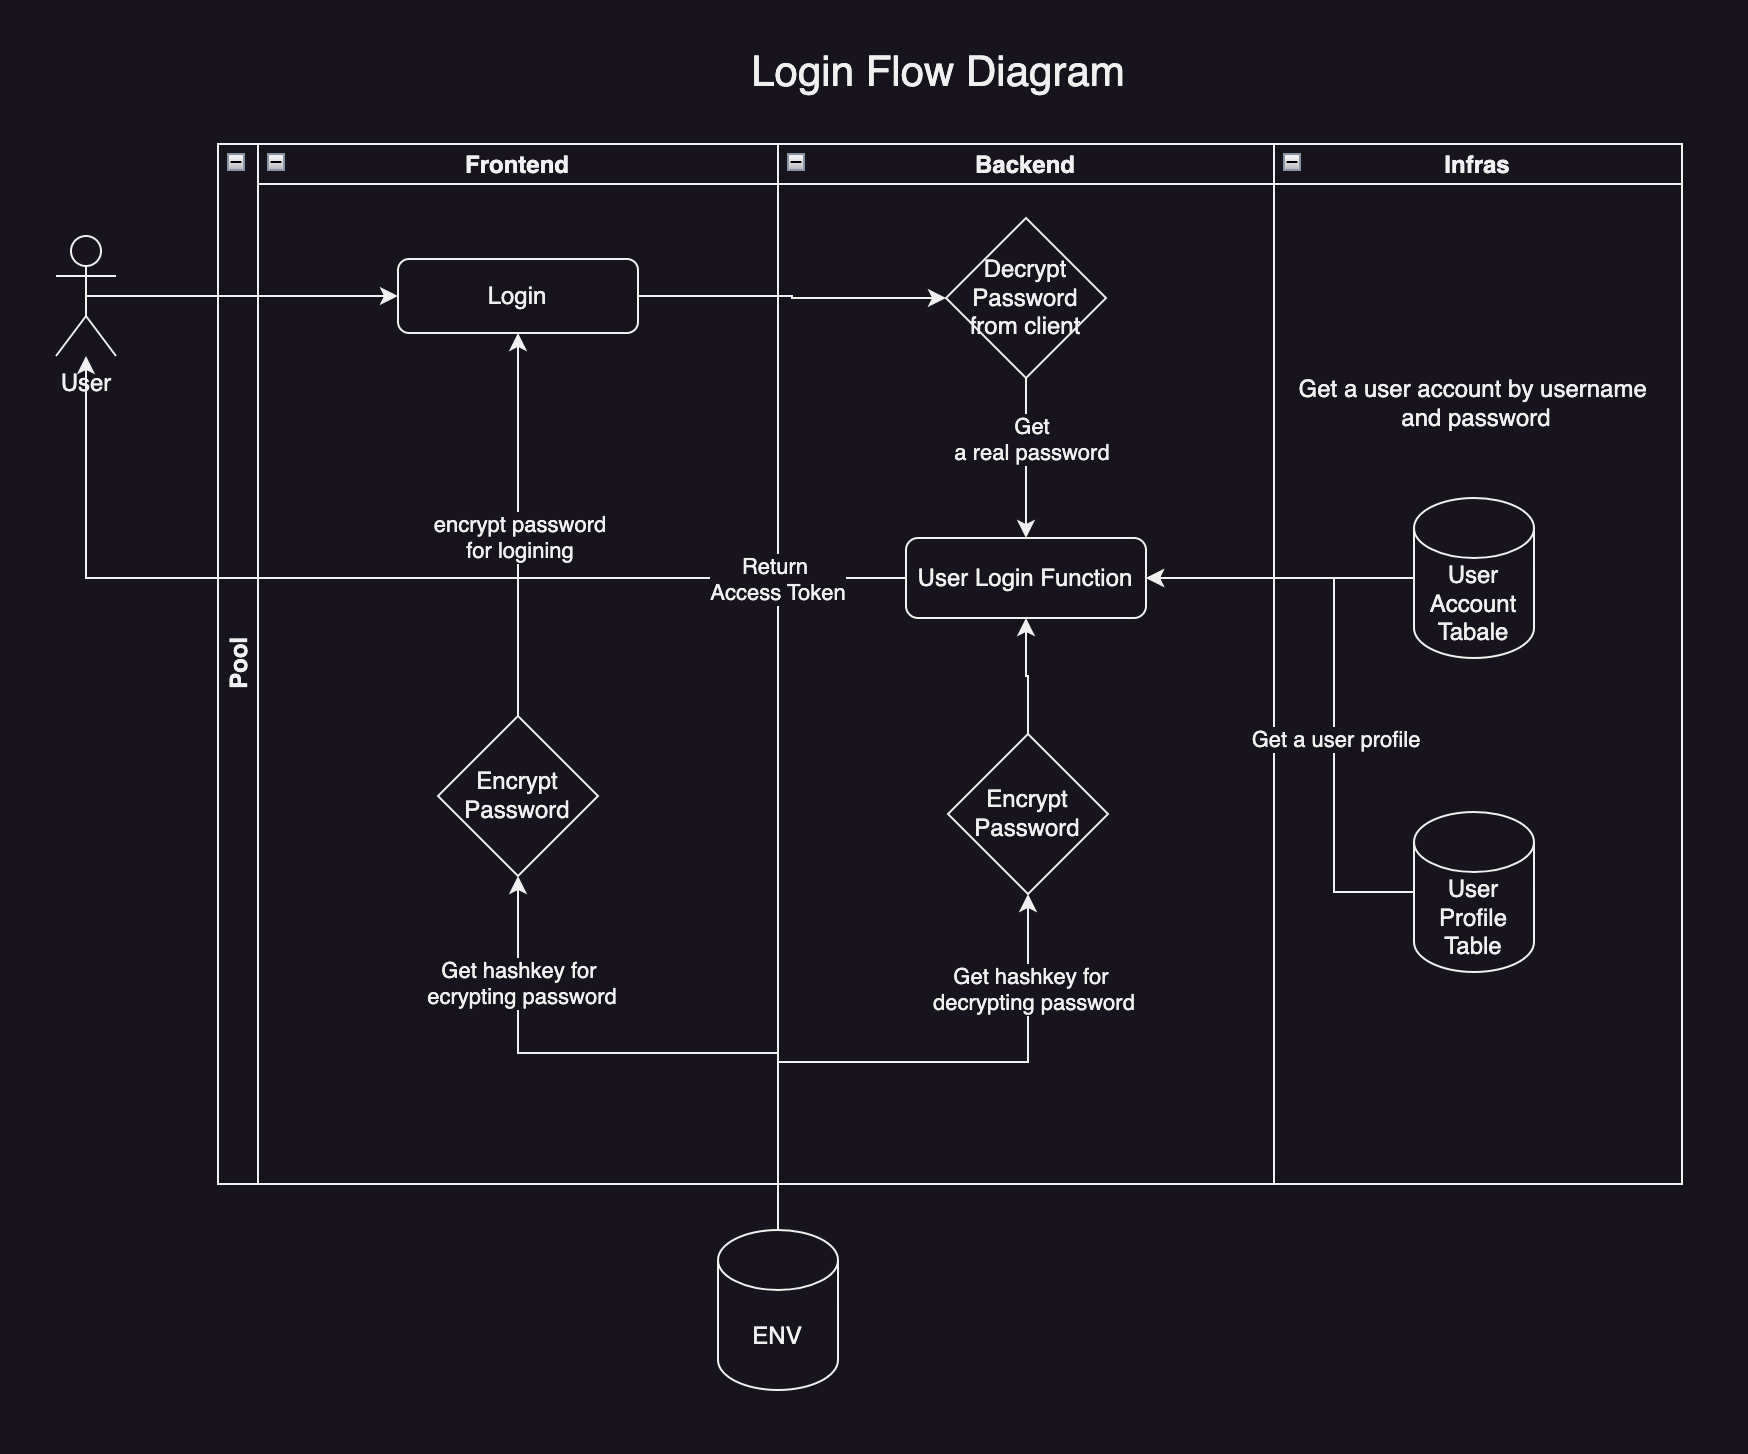 Login Flow Diagram
Pool
Frontend
Backend
Infras
User
Login
Decrypt
Password
from client
Get a user account by username
and password
Get
a real password
encrypt password
for logining
Return
Access Token
User Login Function
User
Account
Tabale
Get a user profile
Encrypt
Password
Encrypt
Password
User
Profile
Table
Get hashkey for
ecrypting password
Get hashkey for
decrypting password
ENV